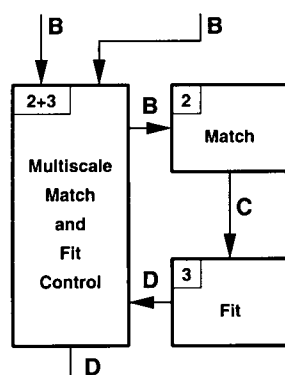 B
B
2+3
B
2
Match
Multiscale
Match
and
Fit
Control
C
D
3
Fit
D